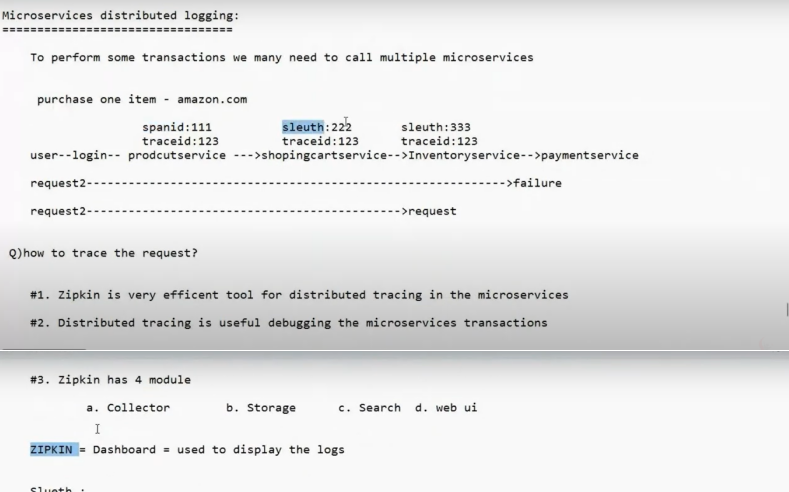 Microservices distributed logging:
=================================
To perform some transactions we many need to call multiple microservices
purchase one item - amazon.com
spanid:111 sleuth:222 sleuth:333
traceid:123 traceid:123 traceid:123
user--login-- prodcutservice --->shopingcartservice-->Inventoryservice-->paymentservice
request2------------------------------------------------------------>failure
request2--------------------------------------------->request
Q)how to trace the request?
#1. Zipkin is very efficent tool for distributed tracing in the microservices
#2. Distributed tracing is useful debugging the microservices transactions
#3. Zipkin has 4 module
a. Collector b. Storage c. Search d. web ui
ZIPKIN = Dashboard = used to display the logs
Slueth :